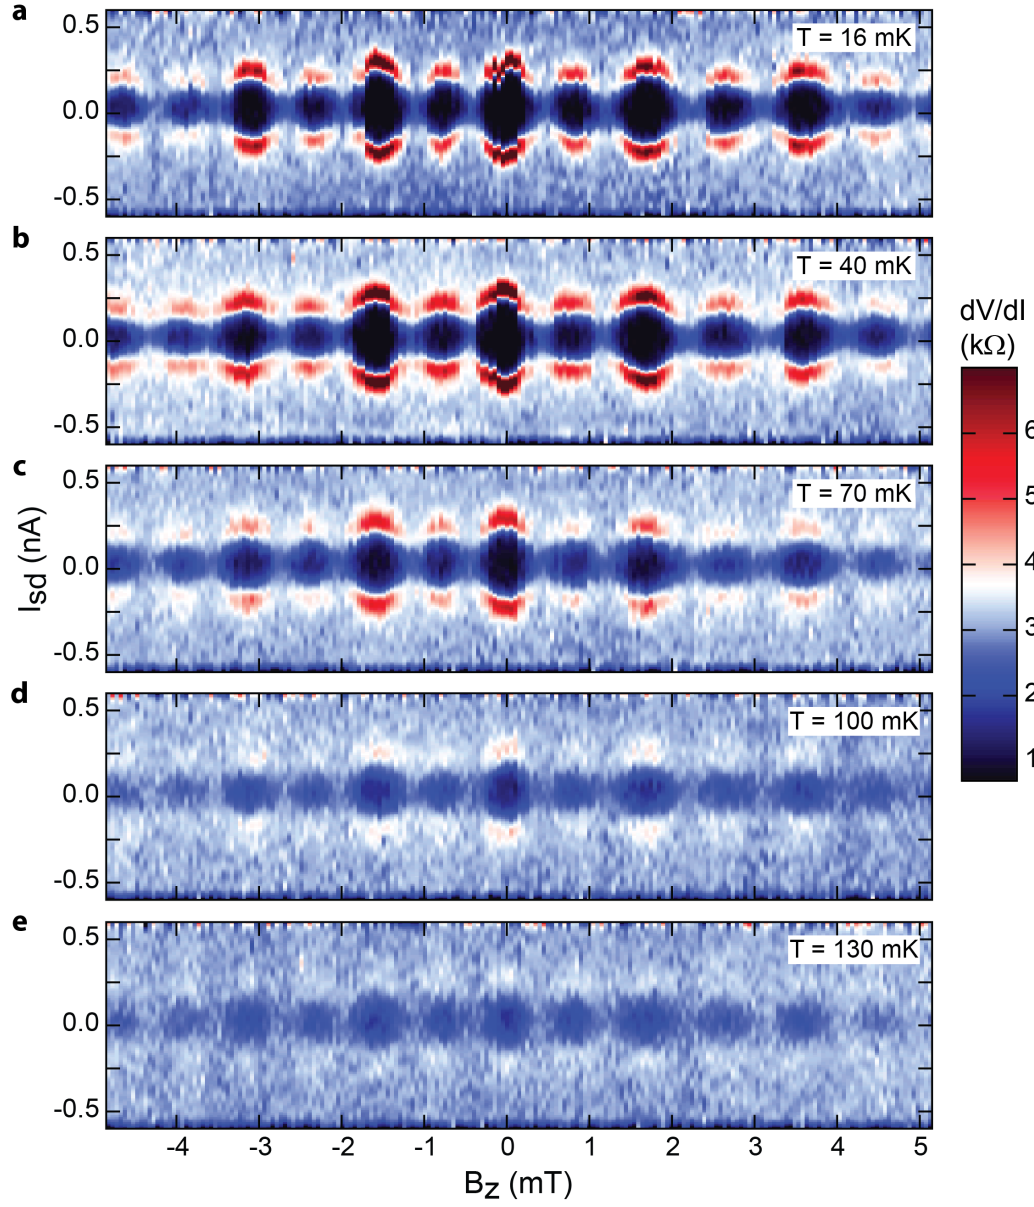 a
T = 16 mK
0.5
0.0
-0.5
b
T = 40 mK
0.5
0.0
-0.5
c
T = 70 mK
0.5
0.0
-0.5
d
T = 100 mK
0.5
0.0
-0.5
e
T = 130 mK
0.5
0.0
-0.5
-4 -3 -2 -1 0 1 2 3 4 5
Bz (mT)
Isd (nA)
dV/dI
(kΩ)
6
5
4
3
2
1